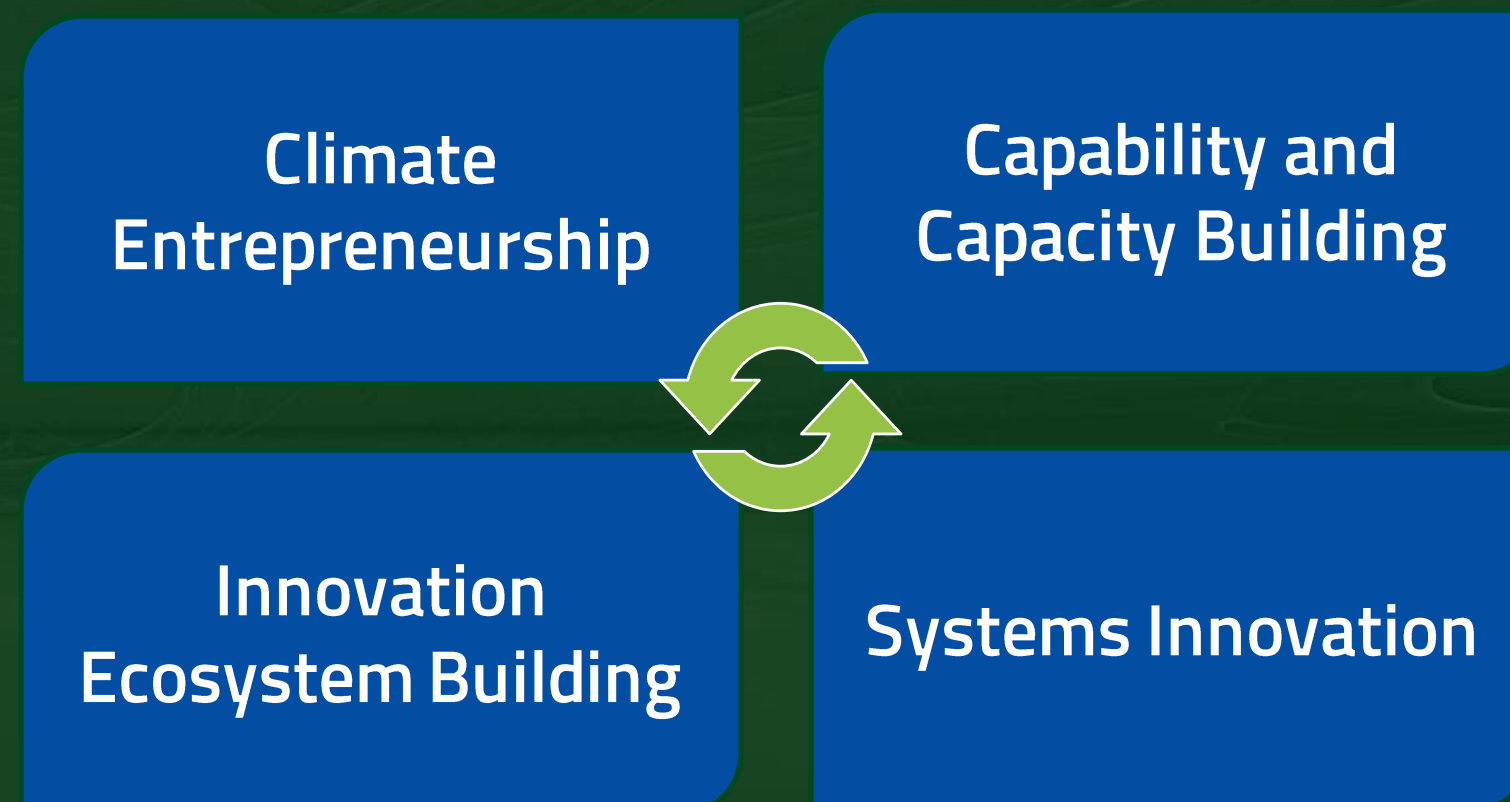 Climate
Entrepreneurship
Capability and
Capacity Building
Innovation
Ecosystem Building
Systems Innovation